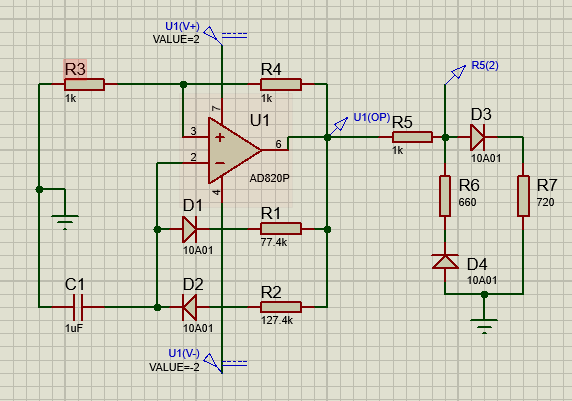 U1(V+)
VALUE=2
R3
1k
R4
1k
R5(2)
7
U1
U1(OP)
R5
1k
D3
10A01
3
2
6
AD820P
4
D1
10A01
R1
77.4k
R6
660
R7
720
D4
10A01
C1
1uF
D2
10A01
R2
127.4k
U1(V-)
VALUE=-2